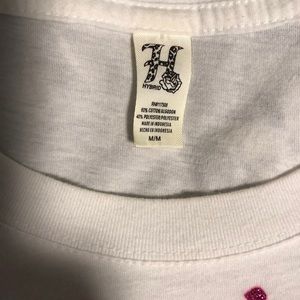 H
HYBRID
60% COTTON/ALGODON
40% POLYESTER/POLIESTER
MADE IN INDONESIA
HECHO EN INDONESIA
M/M